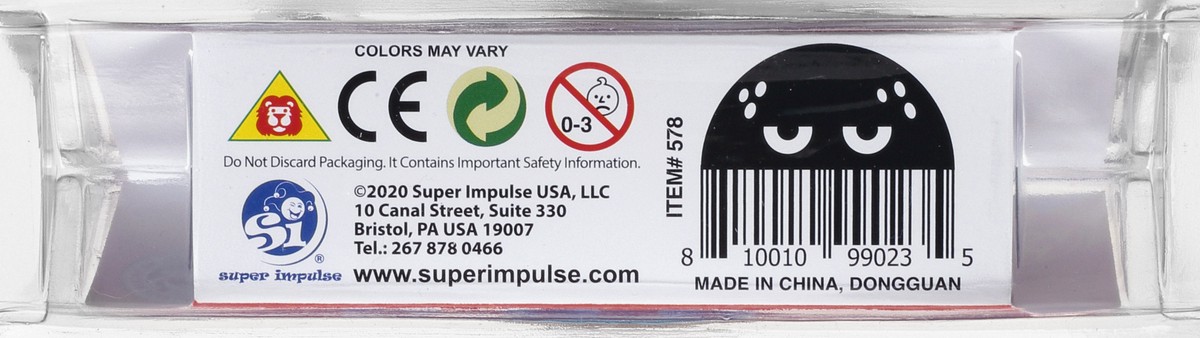 COLORS MAY VARY
CE
0-3
Do Not Discard Packaging. It Contains Important Safety Information.
Si
®
super impulse
©2020 Super Impulse USA, LLC
10 Canal Street, Suite 330
Bristol, PA USA 19007
Tel.: 267 878 0466
www.superimpulse.com
ITEM# 578
8 10010 99023 5
MADE IN CHINA, DONGGUAN